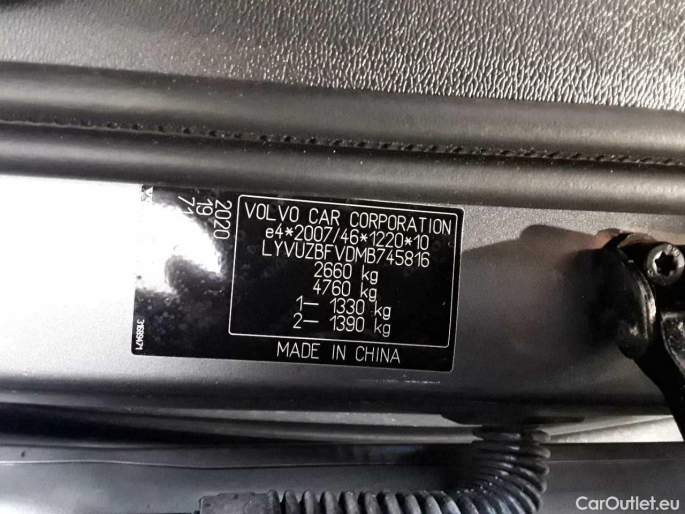 VOLVO CAR CORPORATION
e4*2007/46*1220*10
LYVUZBFVDMB745816
2660 kg
4760 kg
1– 1330 kg
2– 1390 kg
MADE IN CHINA
2020
19
31689471
CarOutlet.eu